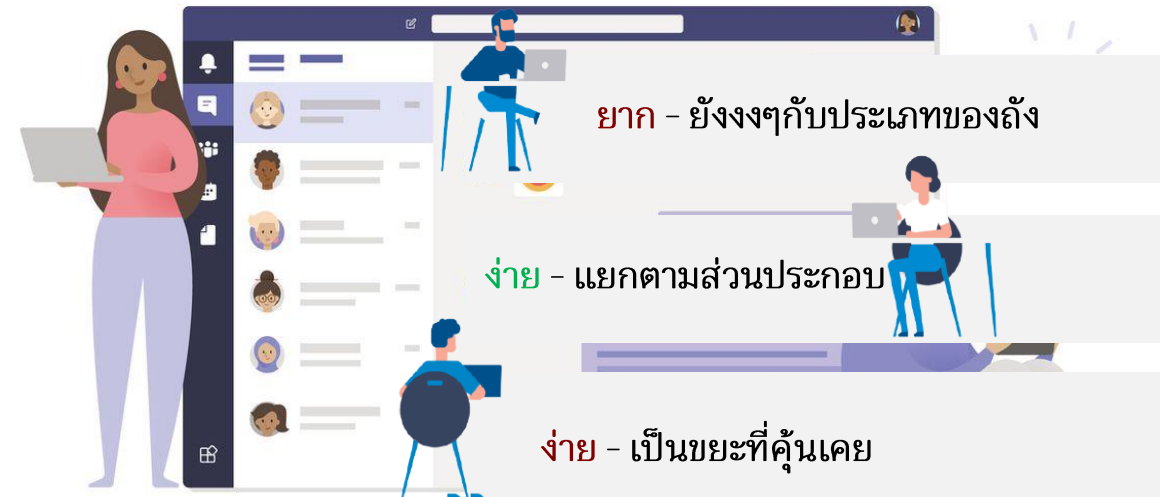 ยาก - ยังงงๆกับประเภทของถัง
ง่าย - แยกตามส่วนประกอบ
ง่าย - เป็นขยะที่คุ้นเคย